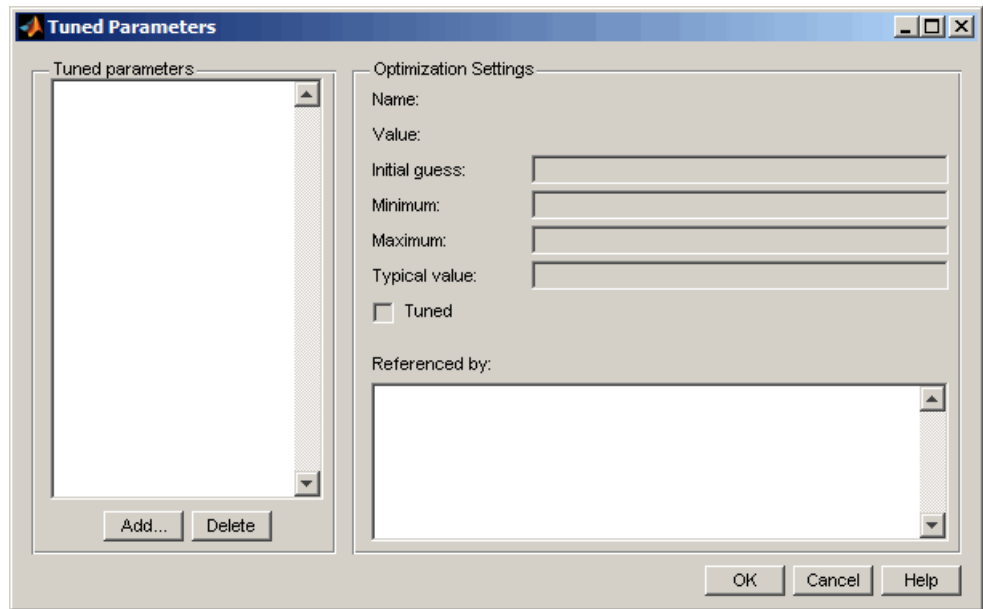 Tuned Parameters
Tuned parameters
Add...
Delete
Optimization Settings
Name:
Value:
Initial guess:
Minimum:
Maximum:
Typical value:
Tuned
Referenced by:
OK
Cancel
Help